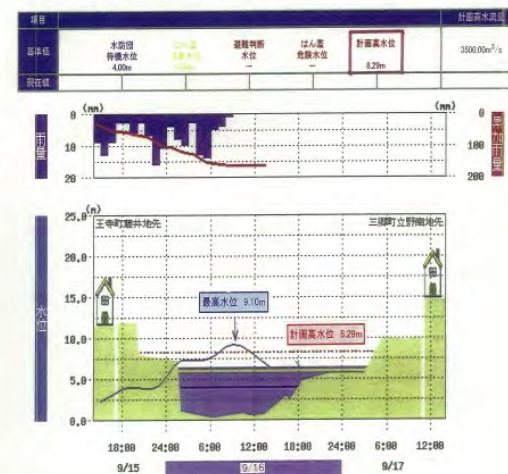 項目 計画高水流量
基準値 水防団 待機水位 4.00m 避難判断 水位 － はん濫 危険水位 － 計画高水位 8.29m 3500.00m³/s
現在値
(mm) (mm)
雨量
0 0
10 100
20 200
水位
(m)
25.0
王寺町藤井地先 三郷町立野南地先
20.0
15.0
最高水位 9.10m
10.0
計画高水位 8.29m
5.0
0.0
18:00 24:00 6:00 12:00 18:00 24:00 6:00 12:00
9/15 9/16 9/17